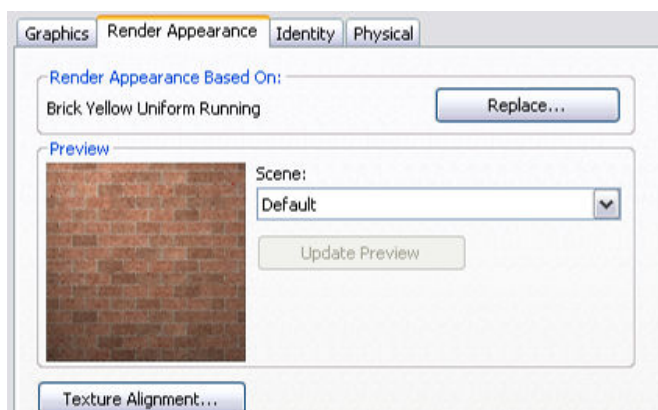 Graphics Render Appearance Identity Physical
Render Appearance Based On:
Brick Yellow Uniform Running Replace...
Preview
Scene:
Default
Update Preview
Texture Alignment...